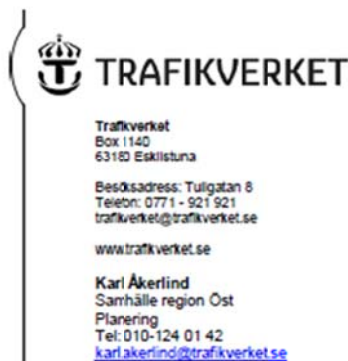 TRAFIKVERKET
Trafikverket
Box 1140
63180 Eskilstuna
Besöksadress: Tullgatan 8
Telefon: 0771 - 921 921
trafikverket@trafikverket.se
www.trafikverket.se
Karl Åkerlind
Samhälle region Öst
Planering
Tel: 010-124 01 42
karl.akerlind@trafikverket.se